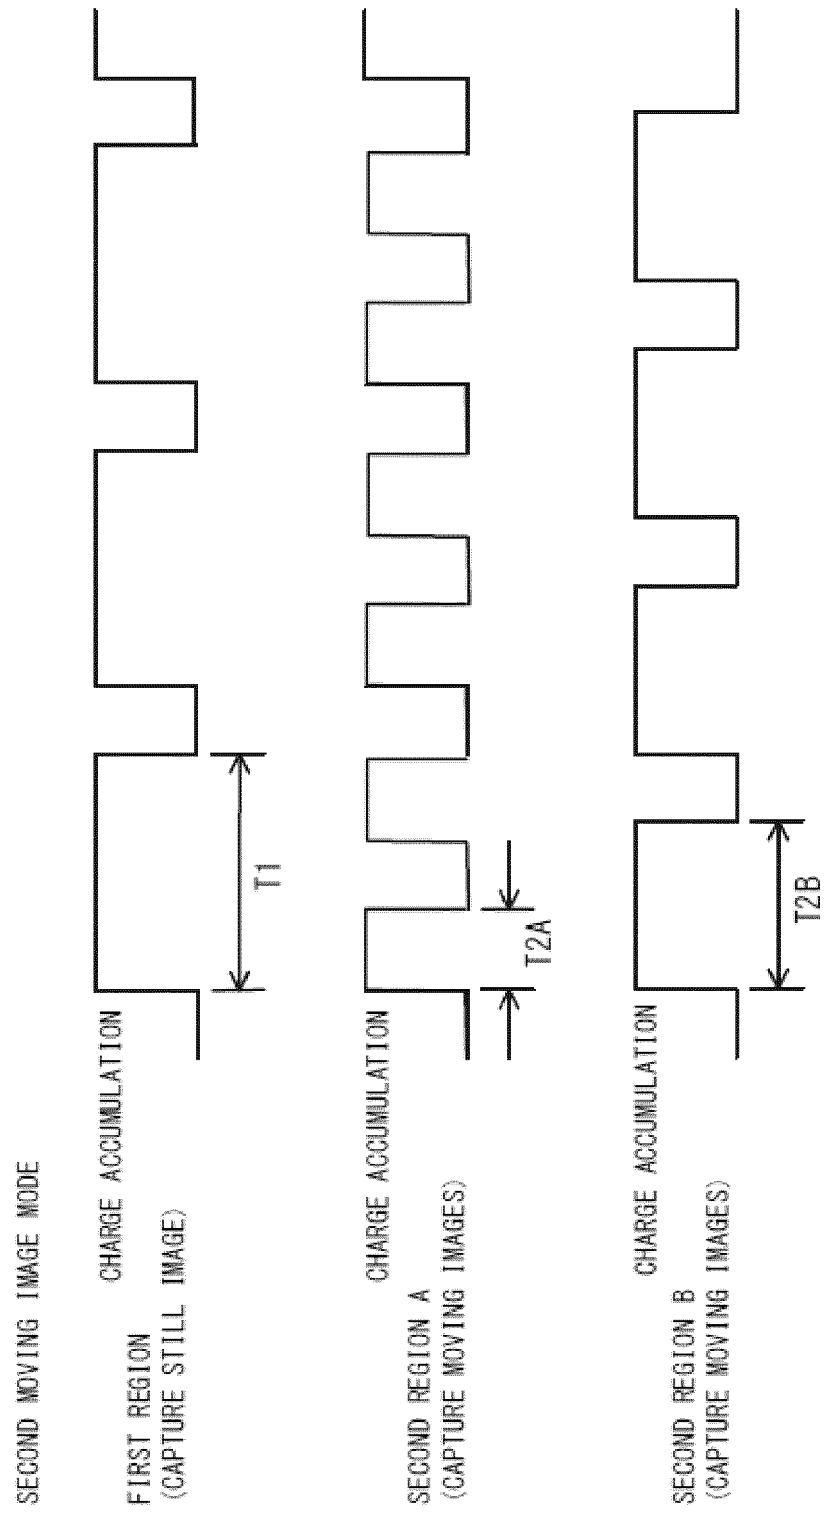 SECOND MOVING IMAGE MODE
CHARGE ACCUMULATION
FIRST REGION
(CAPTURE STILL IMAGE)
T1
CHARGE ACCUMULATION
SECOND REGION A
(CAPTURE MOVING IMAGES)
T2A
CHARGE ACCUMULATION
SECOND REGION B
(CAPTURE MOVING IMAGES)
T2B